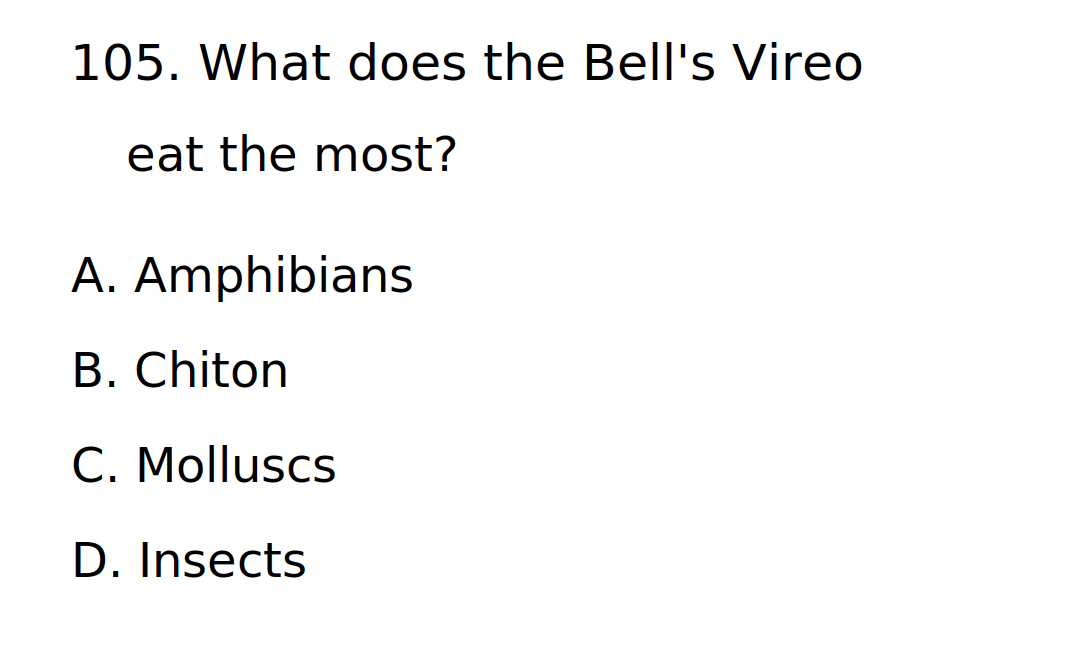 105. What does the Bell's Vireo
eat the most?
A. Amphibians
B. Chiton
C. Molluscs
D. Insects